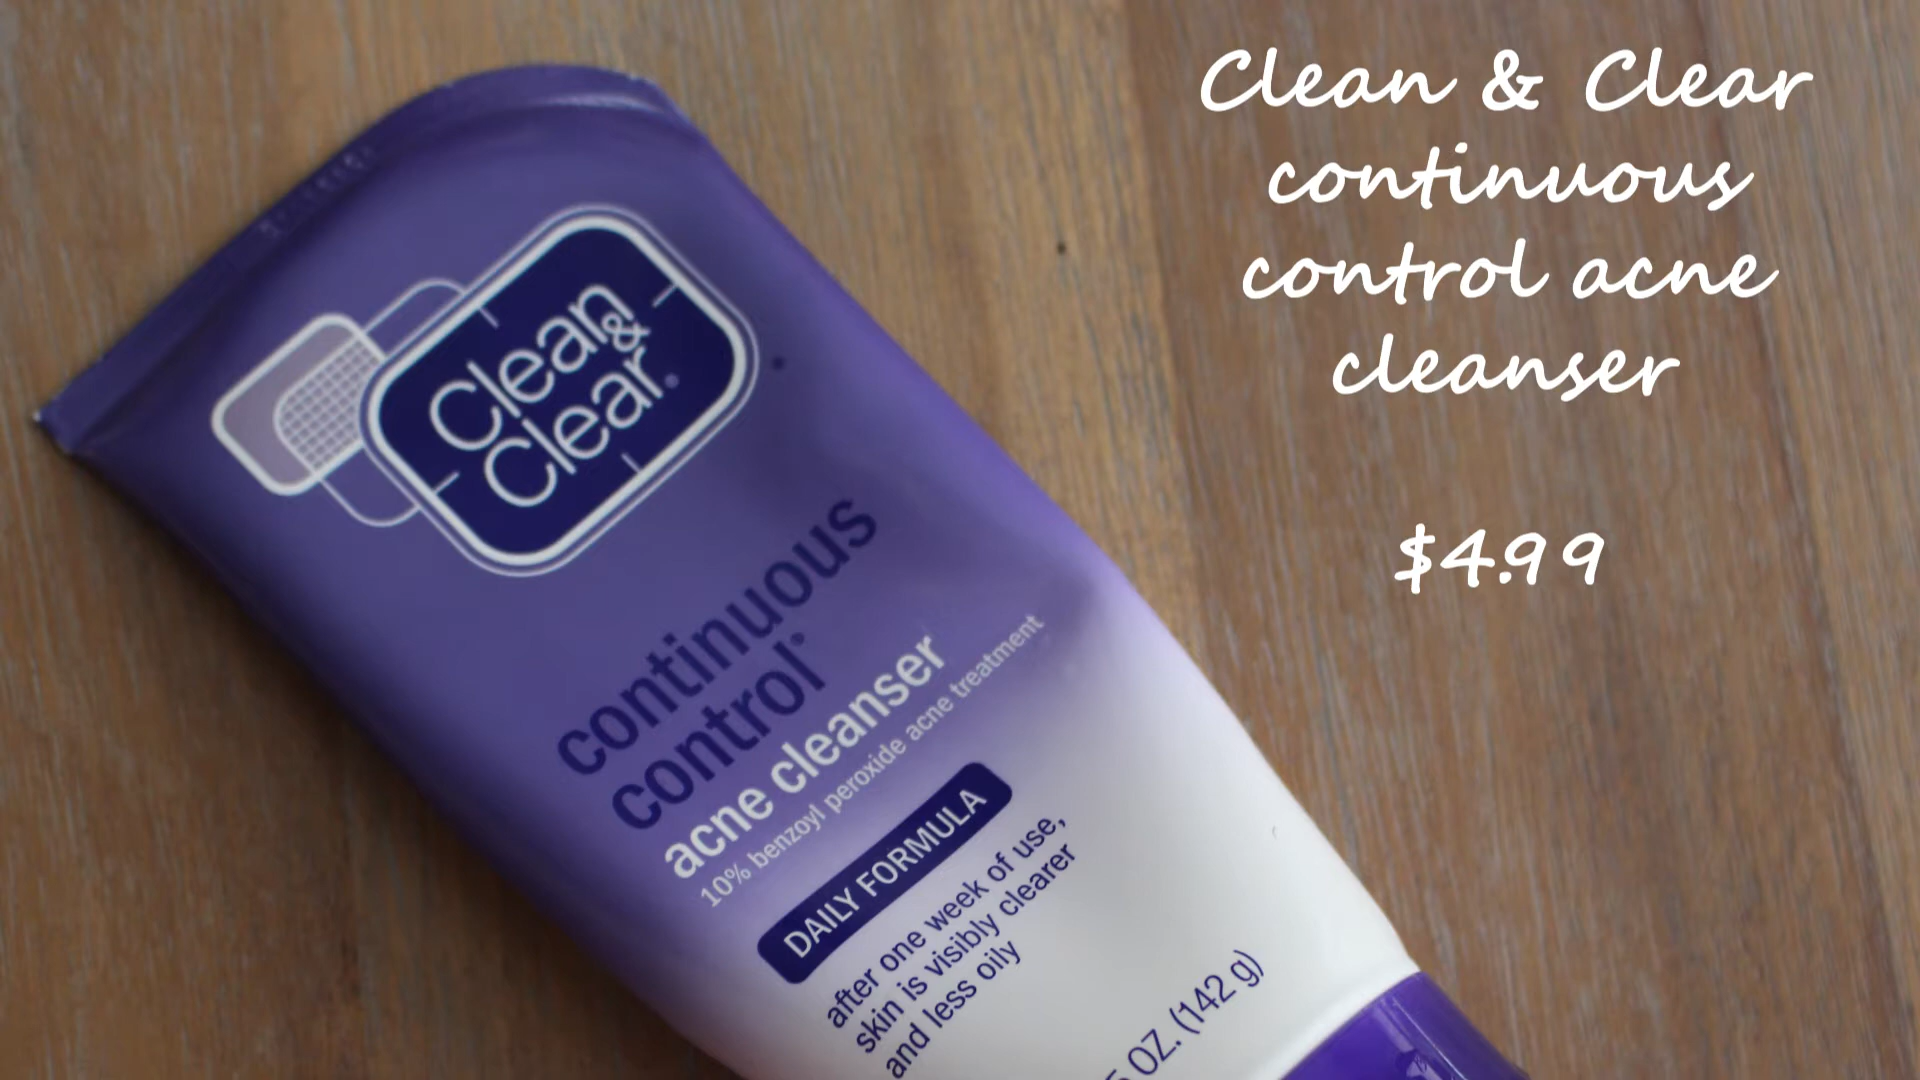 Clean & Clear
continuous
control acne
cleanser
$4.99
Clean
&
Clear®
continuous
control®
acne cleanser
10% benzoyl peroxide acne treatment
DAILY FORMULA
after one week of use,
skin is visibly clearer
and less oily
5 OZ. (142 g)